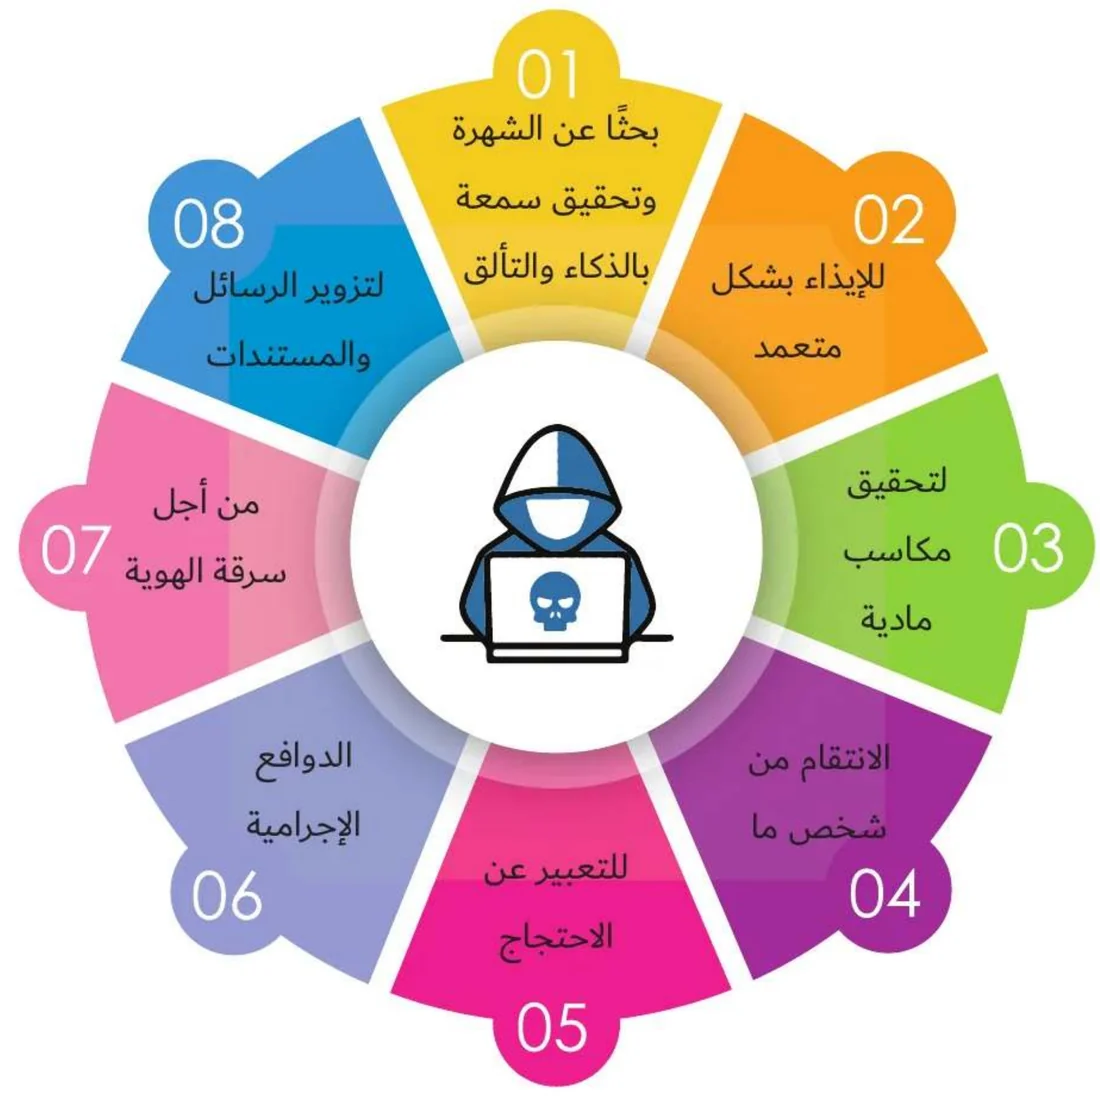 01
بحثًا عن الشهرة
وتحقيق سمعة
بالذكاء والتألق
02
للإيذاء بشكل
متعمد
03
لتحقيق
مكاسب
مادية
04
الانتقام من
شخص ما
05
للتعبير عن
الاحتجاج
06
الدوافع
الإجرامية
07
من أجل
سرقة الهوية
08
لتزوير الرسائل
والمستندات